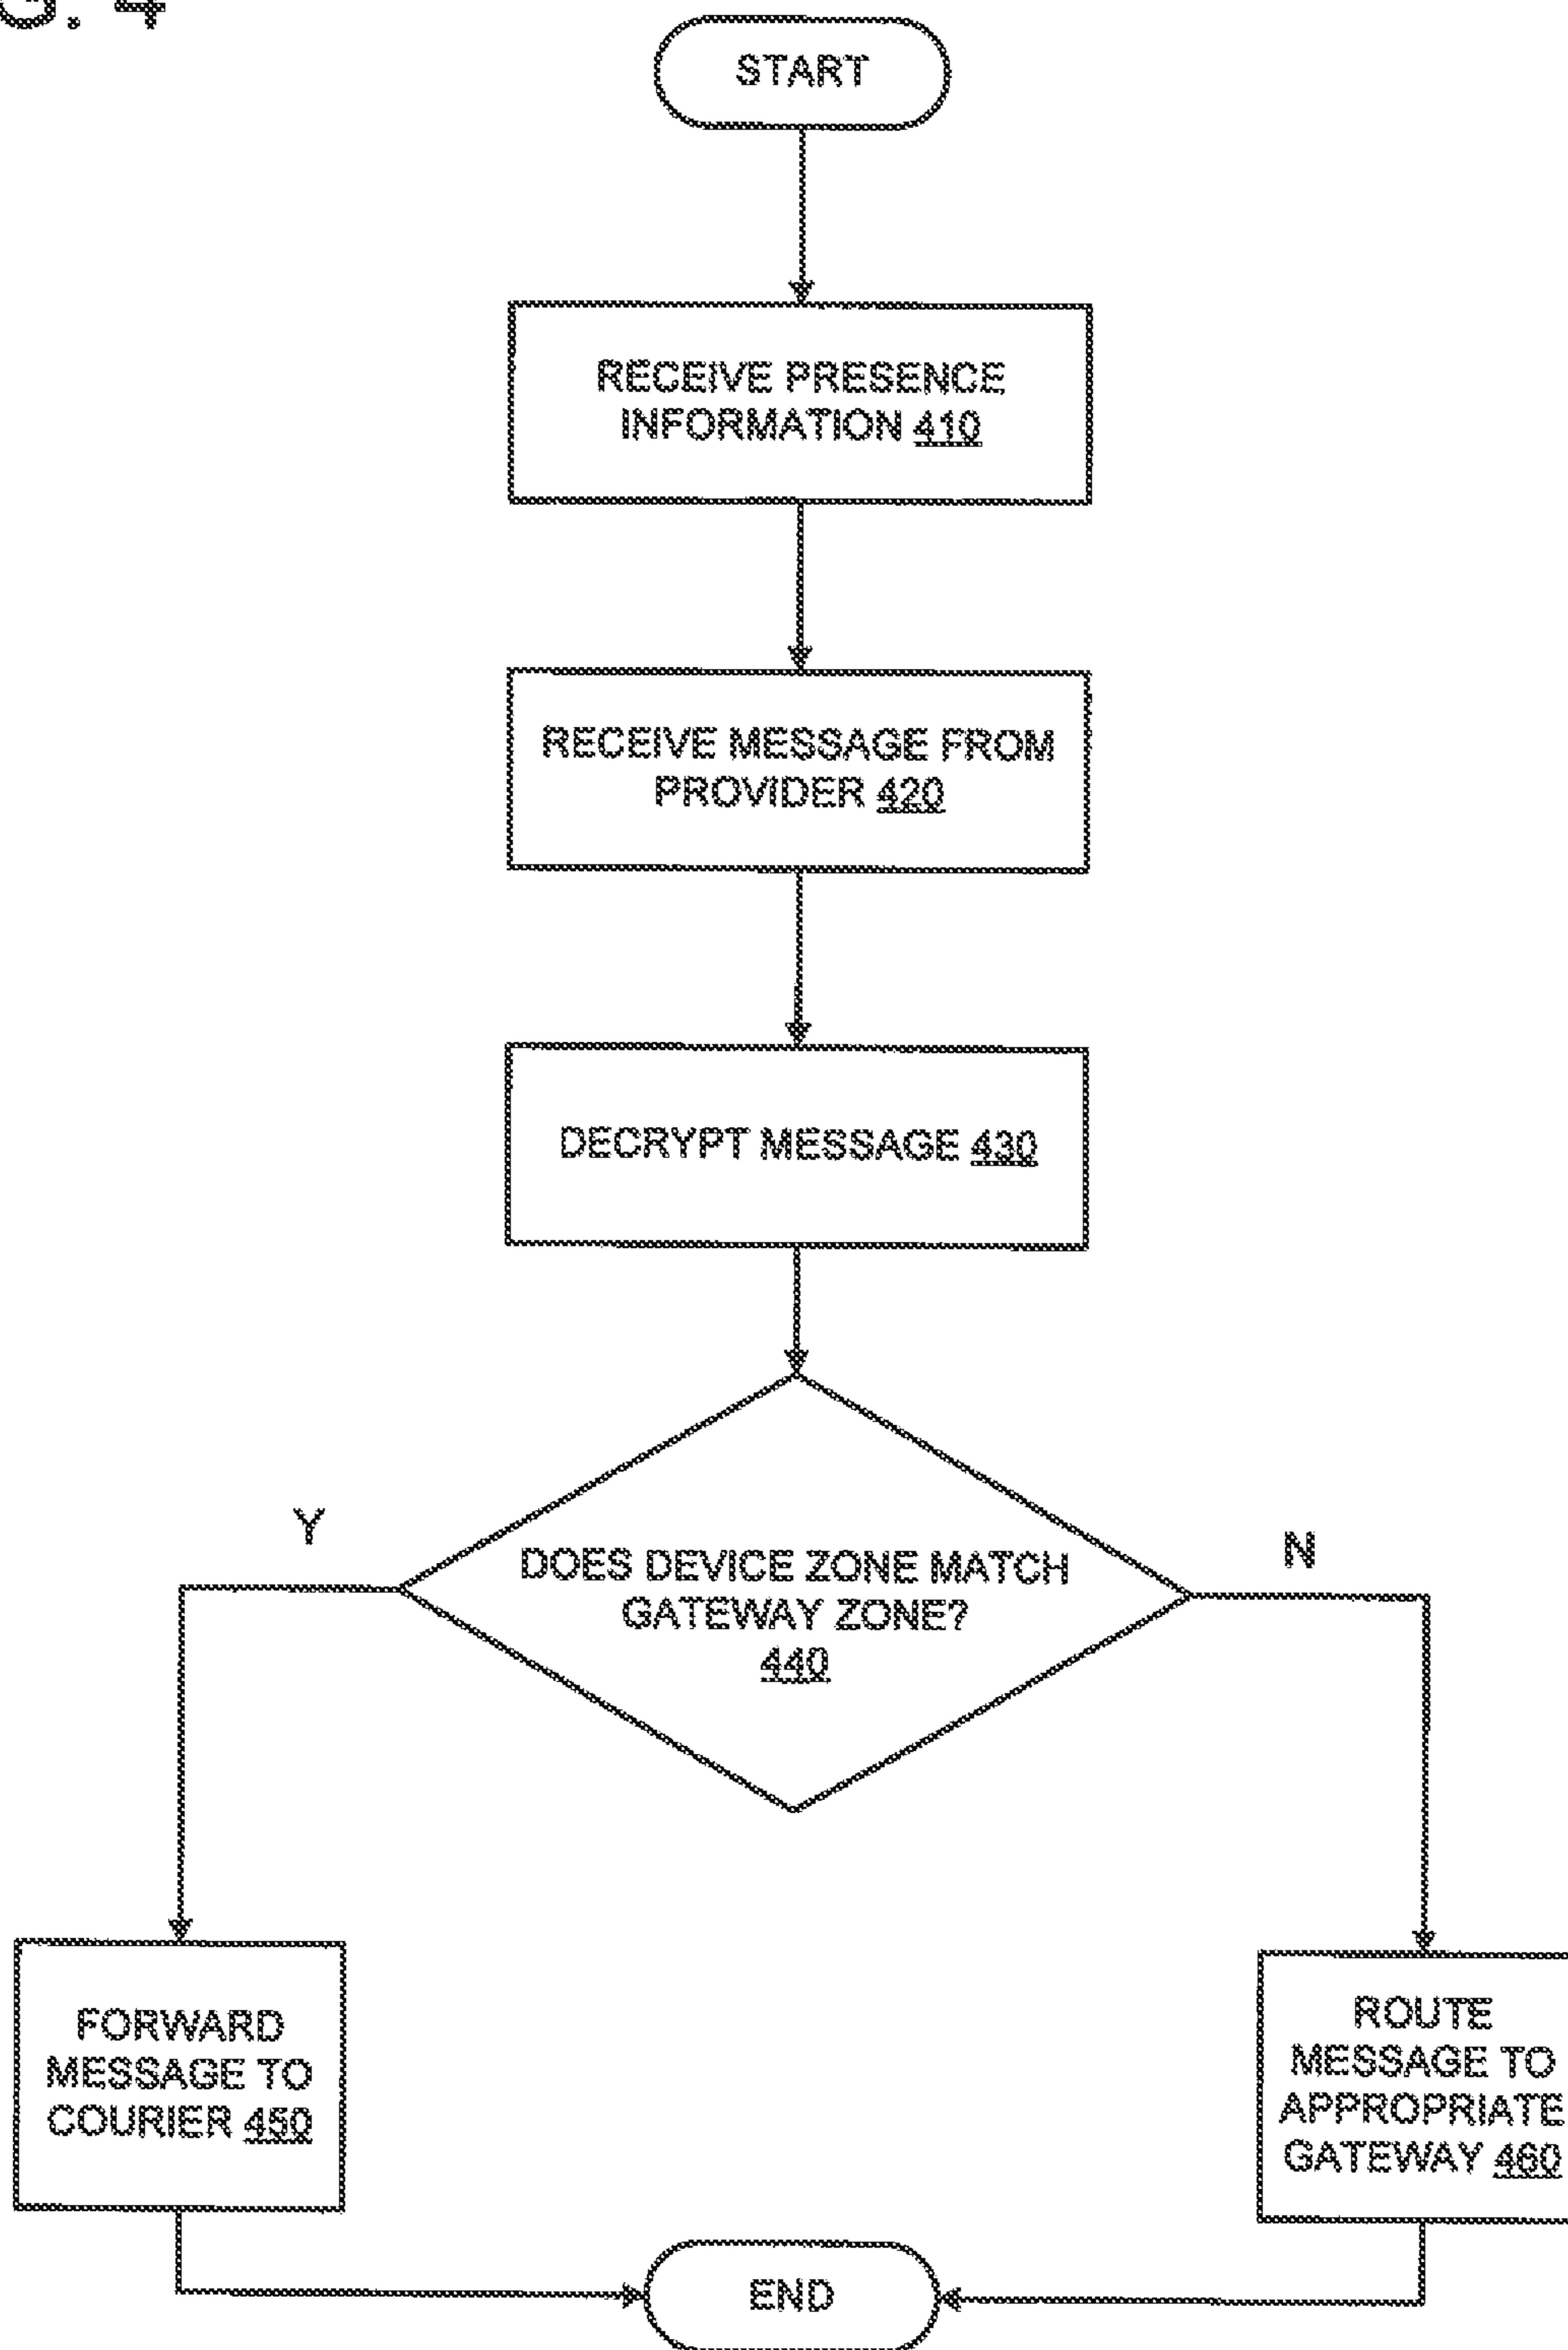 G. 4
START
RECEIVE PRESENCE
INFORMATION 410
RECEIVE MESSAGE FROM
PROVIDER 420
DECRYPT MESSAGE 430
Y
N
DOES DEVICE ZONE MATCH
GATEWAY ZONE?
440
FORWARD
MESSAGE TO
COURIER 450
ROUTE
MESSAGE TO
APPROPRIATE
GATEWAY 460
END